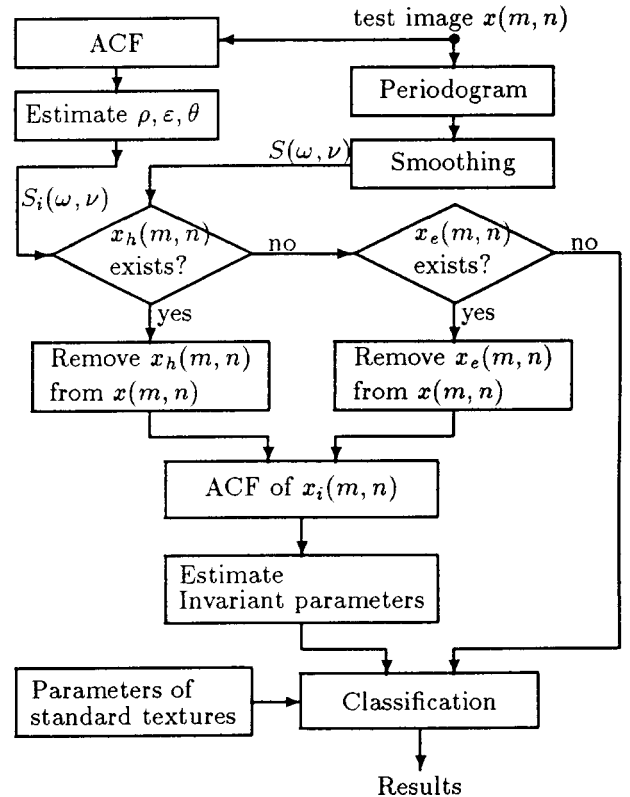 test image x(m, n)
ACF
Periodogram
Estimate ρ, ε, θ
S(ω, ν)
Smoothing
S_i(ω, ν)
x_h(m, n)
exists?
no
x_e(m, n)
exists?
no
yes
yes
Remove x_h(m, n)
from x(m, n)
Remove x_e(m, n)
from x(m, n)
ACF of x_i(m, n)
Estimate
Invariant parameters
Parameters of
standard textures
Classification
Results